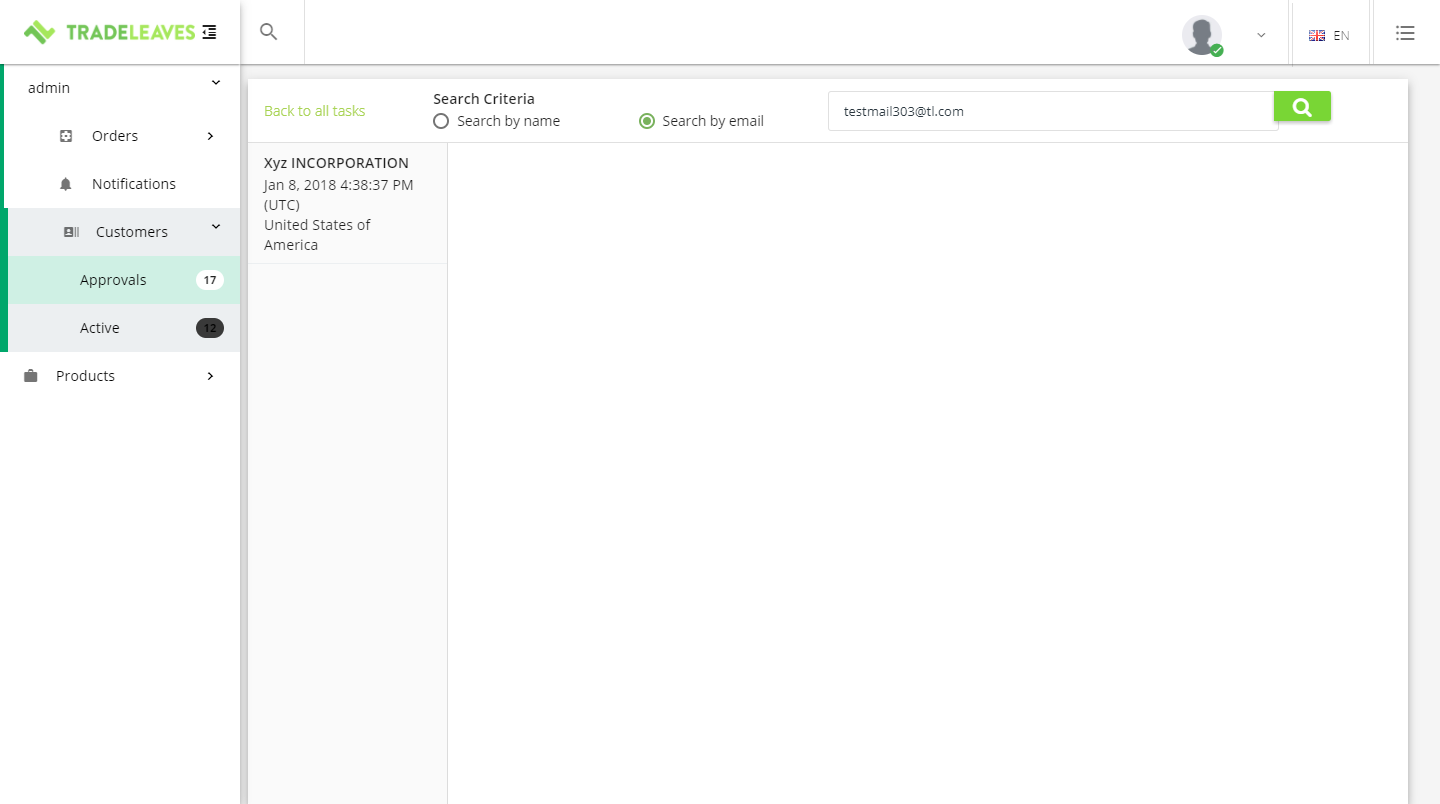 TRADELEAVES
EN
admin
Orders
Notifications
Customers
Approvals 17
Active 12
Products
Back to all tasks
Search Criteria
Search by name
Search by email
testmail303@tl.com
Xyz INCORPORATION
Jan 8, 2018 4:38:37 PM
(UTC)
United States of
America